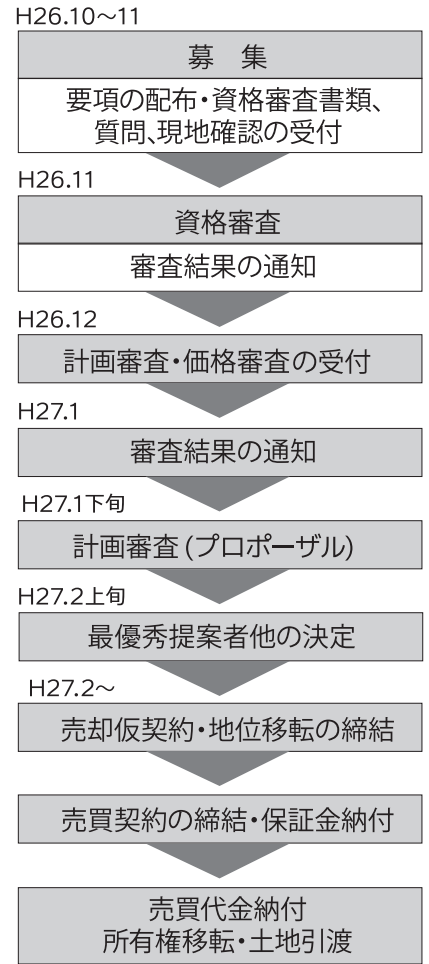 H26.10～11
募　集
要項の配布・資格審査書類、
質問、現地確認の受付
H26.11
資格審査
審査結果の通知
H26.12
計画審査・価格審査の受付
H27.1
審査結果の通知
H27.1下旬
計画審査(プロポーザル)
H27.2上旬
最優秀提案者他の決定
H27.2～
売却仮契約・地位移転の締結
売買契約の締結・保証金納付
売買代金納付
所有権移転・土地引渡